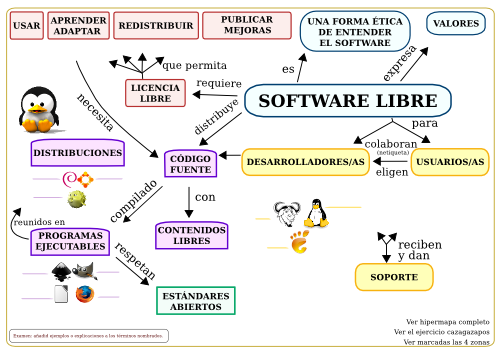 USAR
APRENDER
ADAPTAR
REDISTRIBUIR
PUBLICAR
MEJORAS
UNA FORMA ÉTICA
DE ENTENDER
EL SOFTWARE
VALORES
que permita
es
expresa
LICENCIA
LIBRE
requiere
SOFTWARE LIBRE
necesita
distribuye
para
DISTRIBUCIONES
CÓDIGO
FUENTE
DESARROLLADORES/AS
colaboran
(netiqueta)
eligen
USUARIOS/AS
compilado
con
reunidos en
PROGRAMAS
EJECUTABLES
CONTENIDOS
LIBRES
respetan
reciben
y dan
SOPORTE
ESTÁNDARES
ABIERTOS
Ver hipermapa completo
Ver el ejercicio cazagazapos
Ver marcadas las 4 zonas
Examen: añadid ejemplos o explicaciones a los términos nombrados.